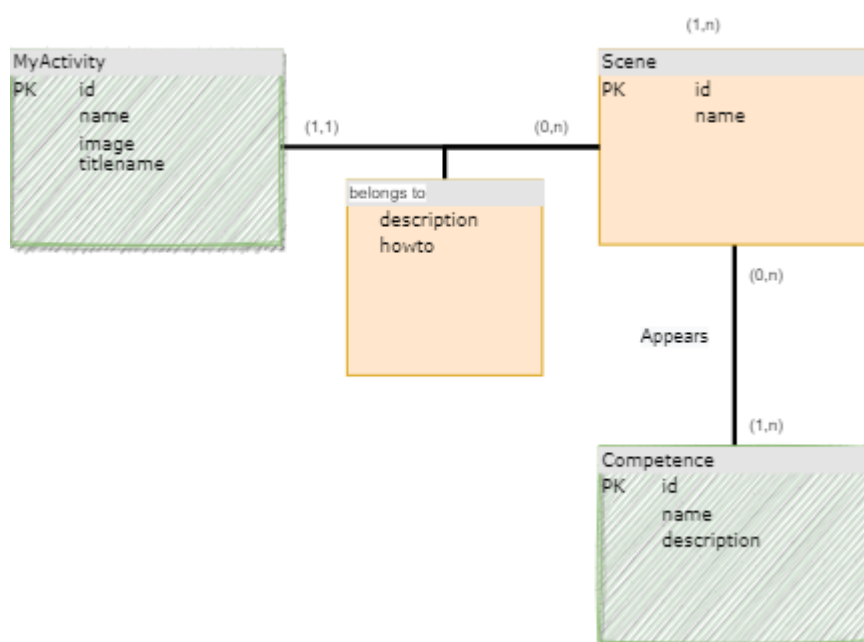 (1,n)
MyActivity
PK id
name
image
titlename
(1,1)
(0,n)
Scene
PK id
name
belongs to
description
howto
(0,n)
Appears
(1,n)
Competence
PK id
name
description